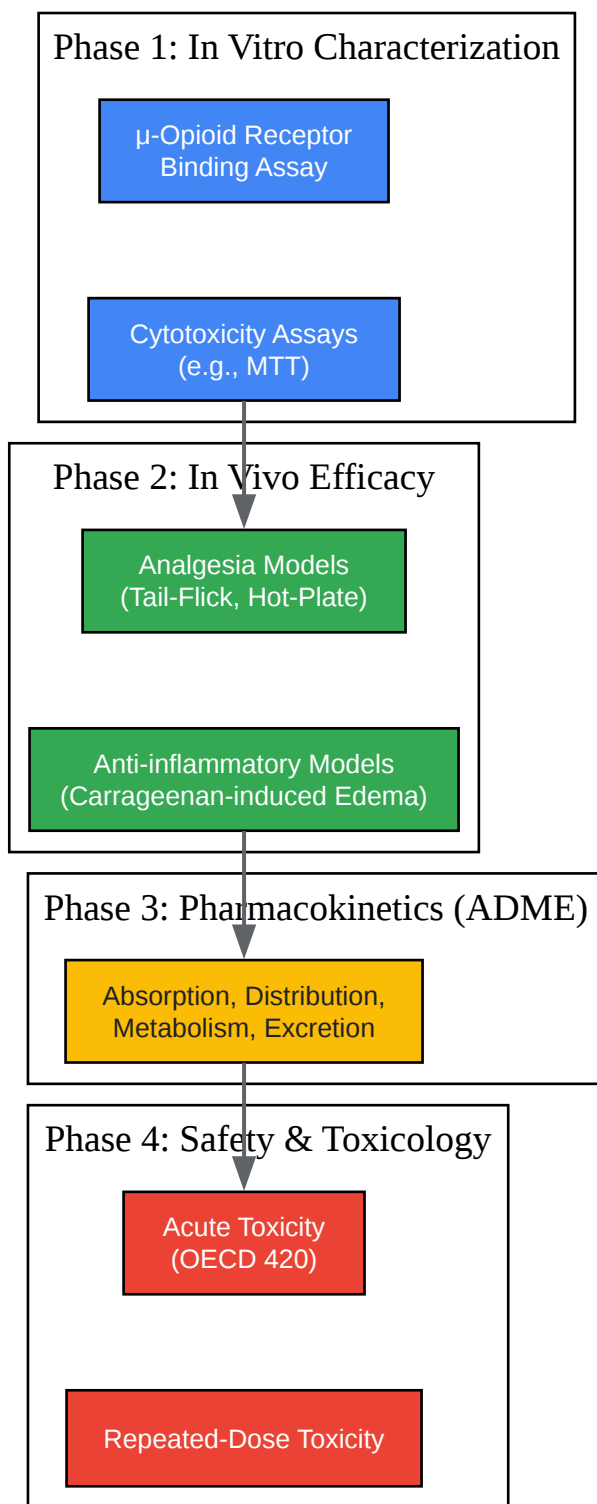 Phase 1: In Vitro Characterization
μ-Opioid Receptor
Binding Assay
Cytotoxicity Assays
(e.g., MTT)
Phase 2: In Vivo Efficacy
Analgesia Models
(Tail-Flick, Hot-Plate)
Anti-inflammatory Models
(Carrageenan-induced Edema)
Phase 3: Pharmacokinetics (ADME)
Absorption, Distribution,
Metabolism, Excretion
Phase 4: Safety & Toxicology
Acute Toxicity
(OECD 420)
Repeated-Dose Toxicity